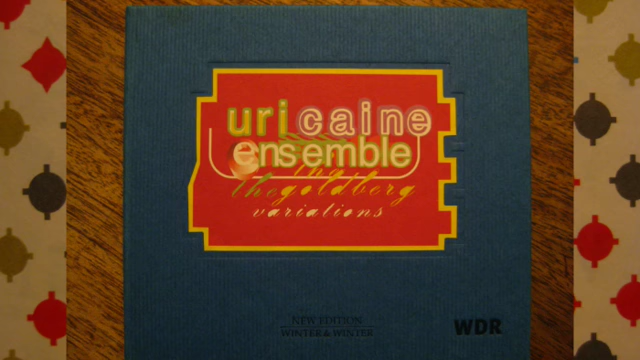 uri caine
ensemble
the goldberg
variations
NEW EDITION
WINTER & WINTER
WDR